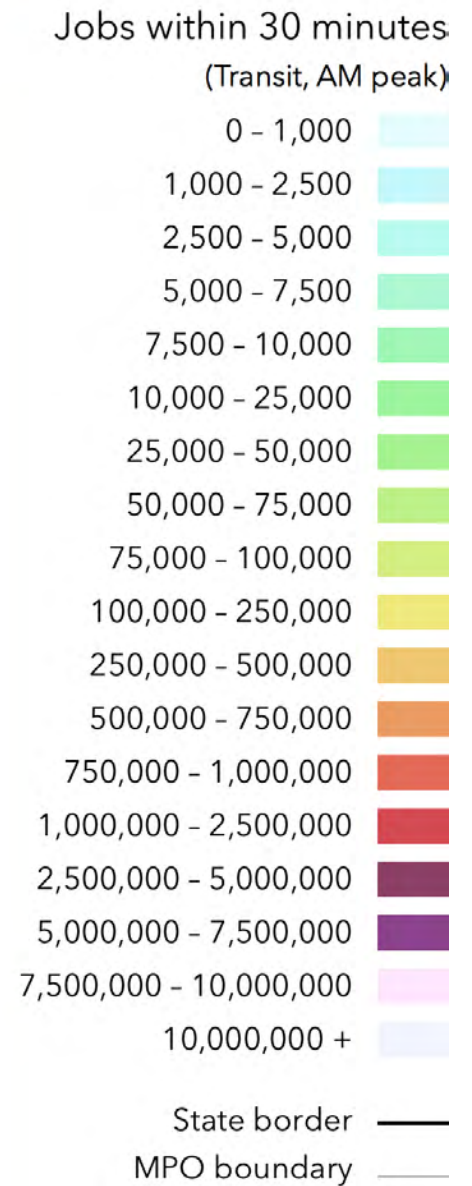 Jobs within 30 minutes
(Transit, AM peak)
0 – 1,000
1,000 – 2,500
2,500 – 5,000
5,000 – 7,500
7,500 – 10,000
10,000 – 25,000
25,000 – 50,000
50,000 – 75,000
75,000 – 100,000
100,000 – 250,000
250,000 – 500,000
500,000 – 750,000
750,000 – 1,000,000
1,000,000 – 2,500,000
2,500,000 – 5,000,000
5,000,000 – 7,500,000
7,500,000 – 10,000,000
10,000,000 +
State border
MPO boundary